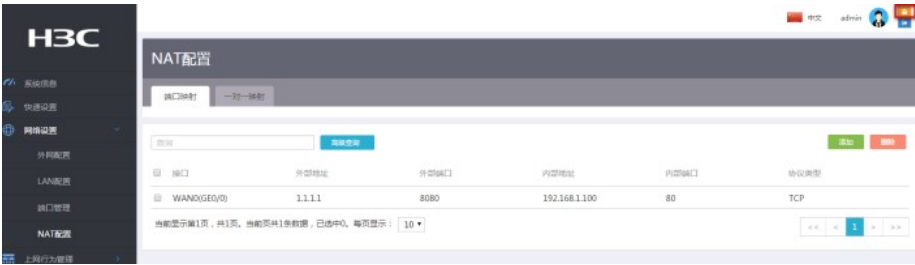 中文 admin
H3C
NAT配置
系统信息
端口映射 一对一映射
快速设置
网络设置
查询 高级查询 添加 删除
外网配置
接口 外部地址 外部端口 内部地址 内部端口 协议类型
LAN配置
WAN0(GE0/0) 1.1.1.1 8080 192.168.1.100 80 TCP
端口管理
当前显示第1页，共1页。当前页共1条数据，已选中0。每页显示： 10
<< < 1 > >>
NAT配置
上网行为管理